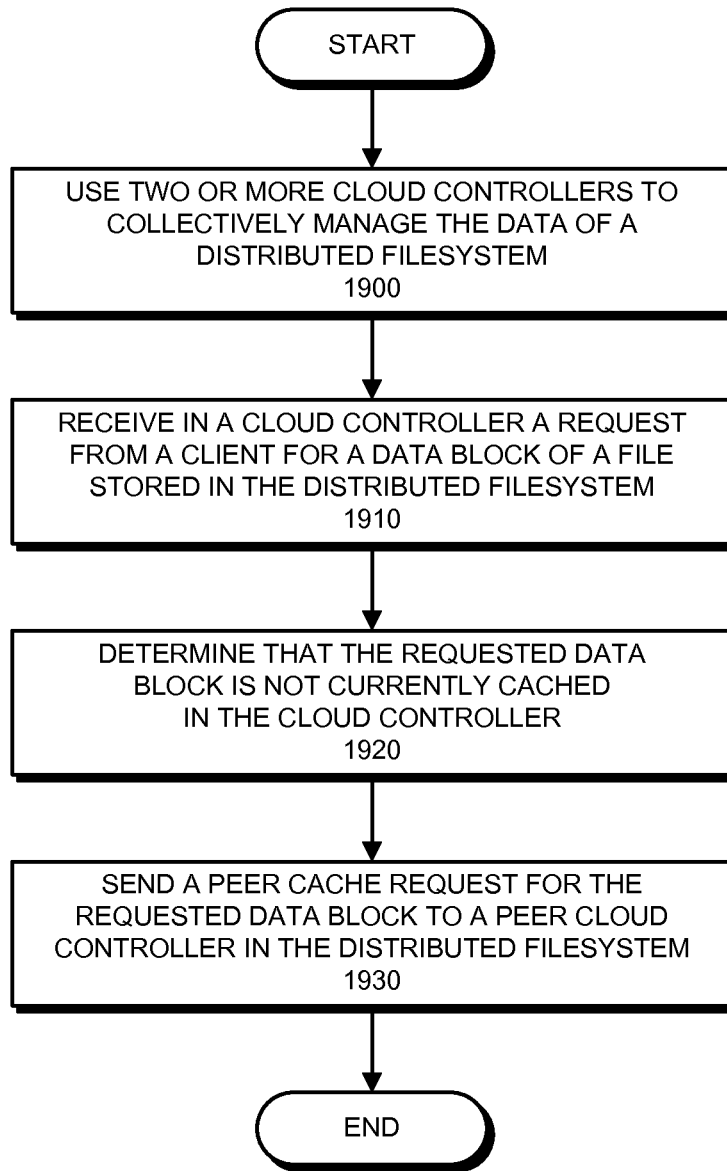 START
USE TWO OR MORE CLOUD CONTROLLERS TO
COLLECTIVELY MANAGE THE DATA OF A
DISTRIBUTED FILESYSTEM
1900
RECEIVE IN A CLOUD CONTROLLER A REQUEST
FROM A CLIENT FOR A DATA BLOCK OF A FILE
STORED IN THE DISTRIBUTED FILESYSTEM
1910
DETERMINE THAT THE REQUESTED DATA
BLOCK IS NOT CURRENTLY CACHED
IN THE CLOUD CONTROLLER
1920
SEND A PEER CACHE REQUEST FOR THE
REQUESTED DATA BLOCK TO A PEER CLOUD
CONTROLLER IN THE DISTRIBUTED FILESYSTEM
1930
END